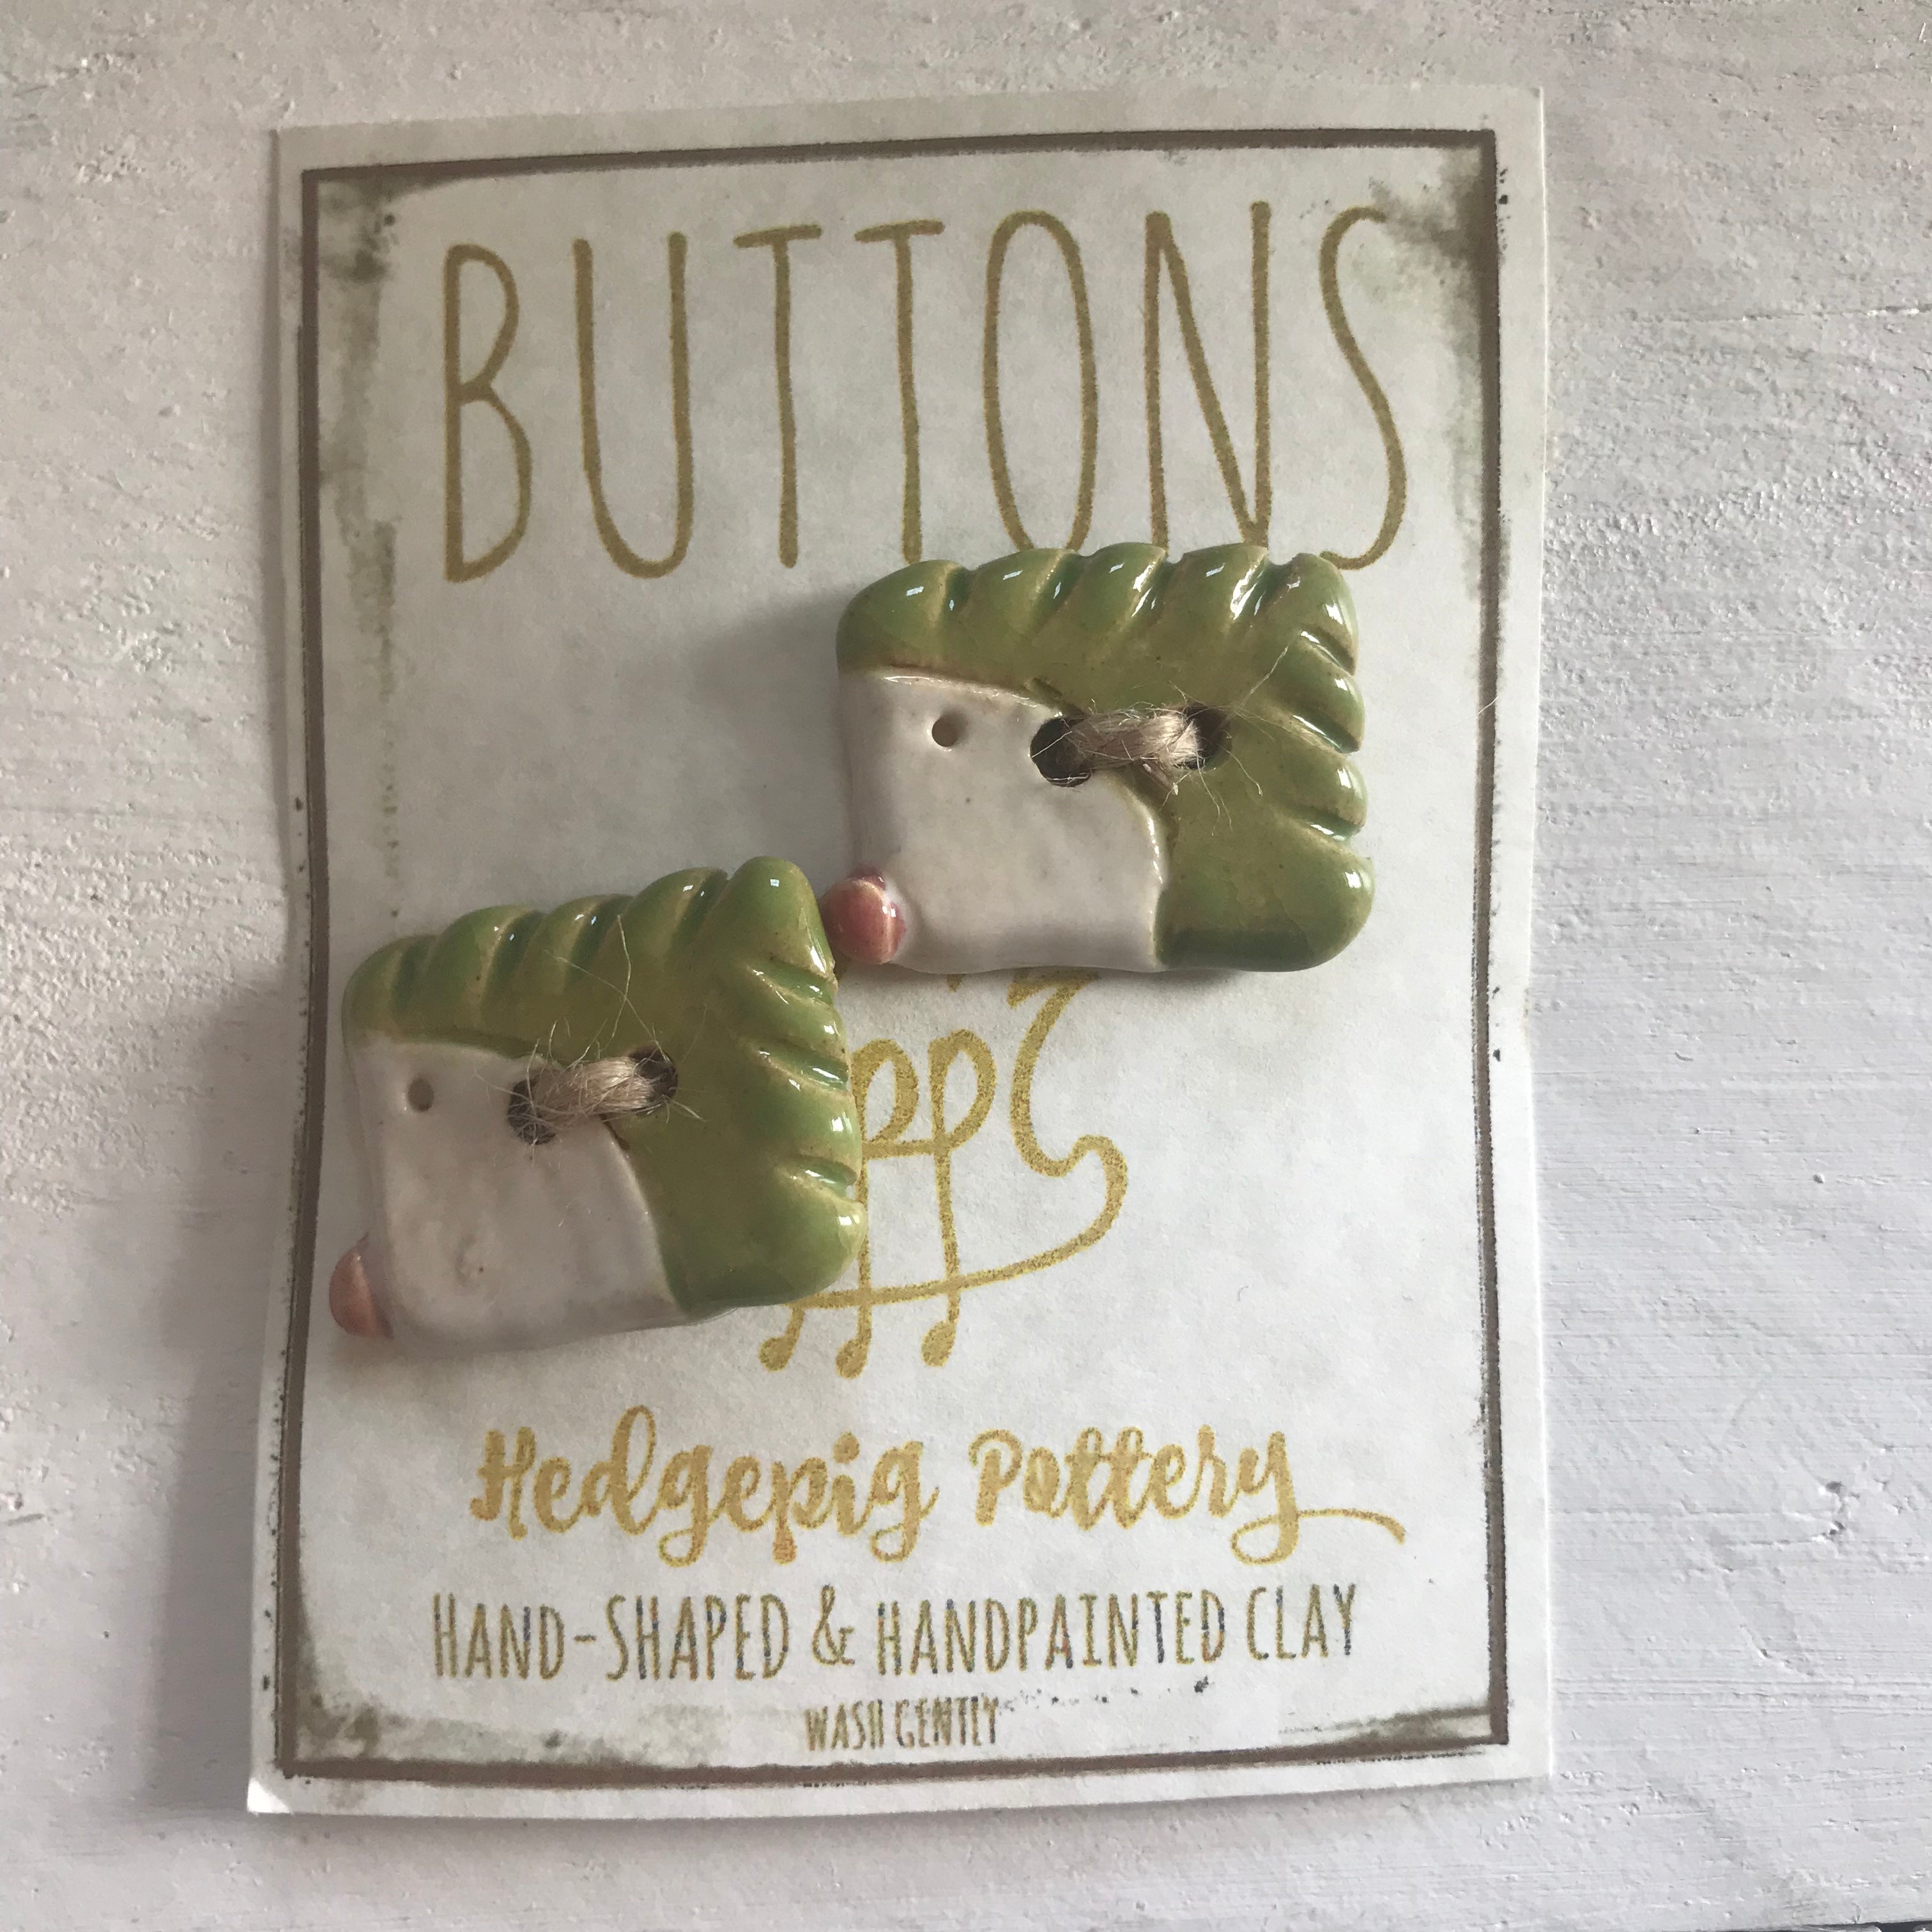 BUTTONS
Hedgepig Pottery
HAND-SHAPED & HANDPAINTED CLAY
WASH GENTLY